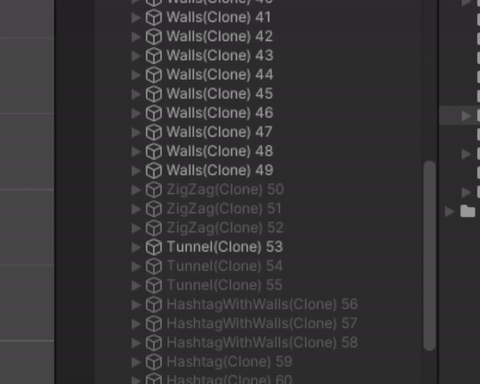 Walls(Clone) 41
Walls(Clone) 42
Walls(Clone) 43
Walls(Clone) 44
Walls(Clone) 45
Walls(Clone) 46
Walls(Clone) 47
Walls(Clone) 48
Walls(Clone) 49
ZigZag(Clone) 50
ZigZag(Clone) 51
ZigZag(Clone) 52
Tunnel(Clone) 53
Tunnel(Clone) 54
Tunnel(Clone) 55
HashtagWithWalls(Clone) 56
HashtagWithWalls(Clone) 57
HashtagWithWalls(Clone) 58
Hashtag(Clone) 59
Hashtag(Clone) 60